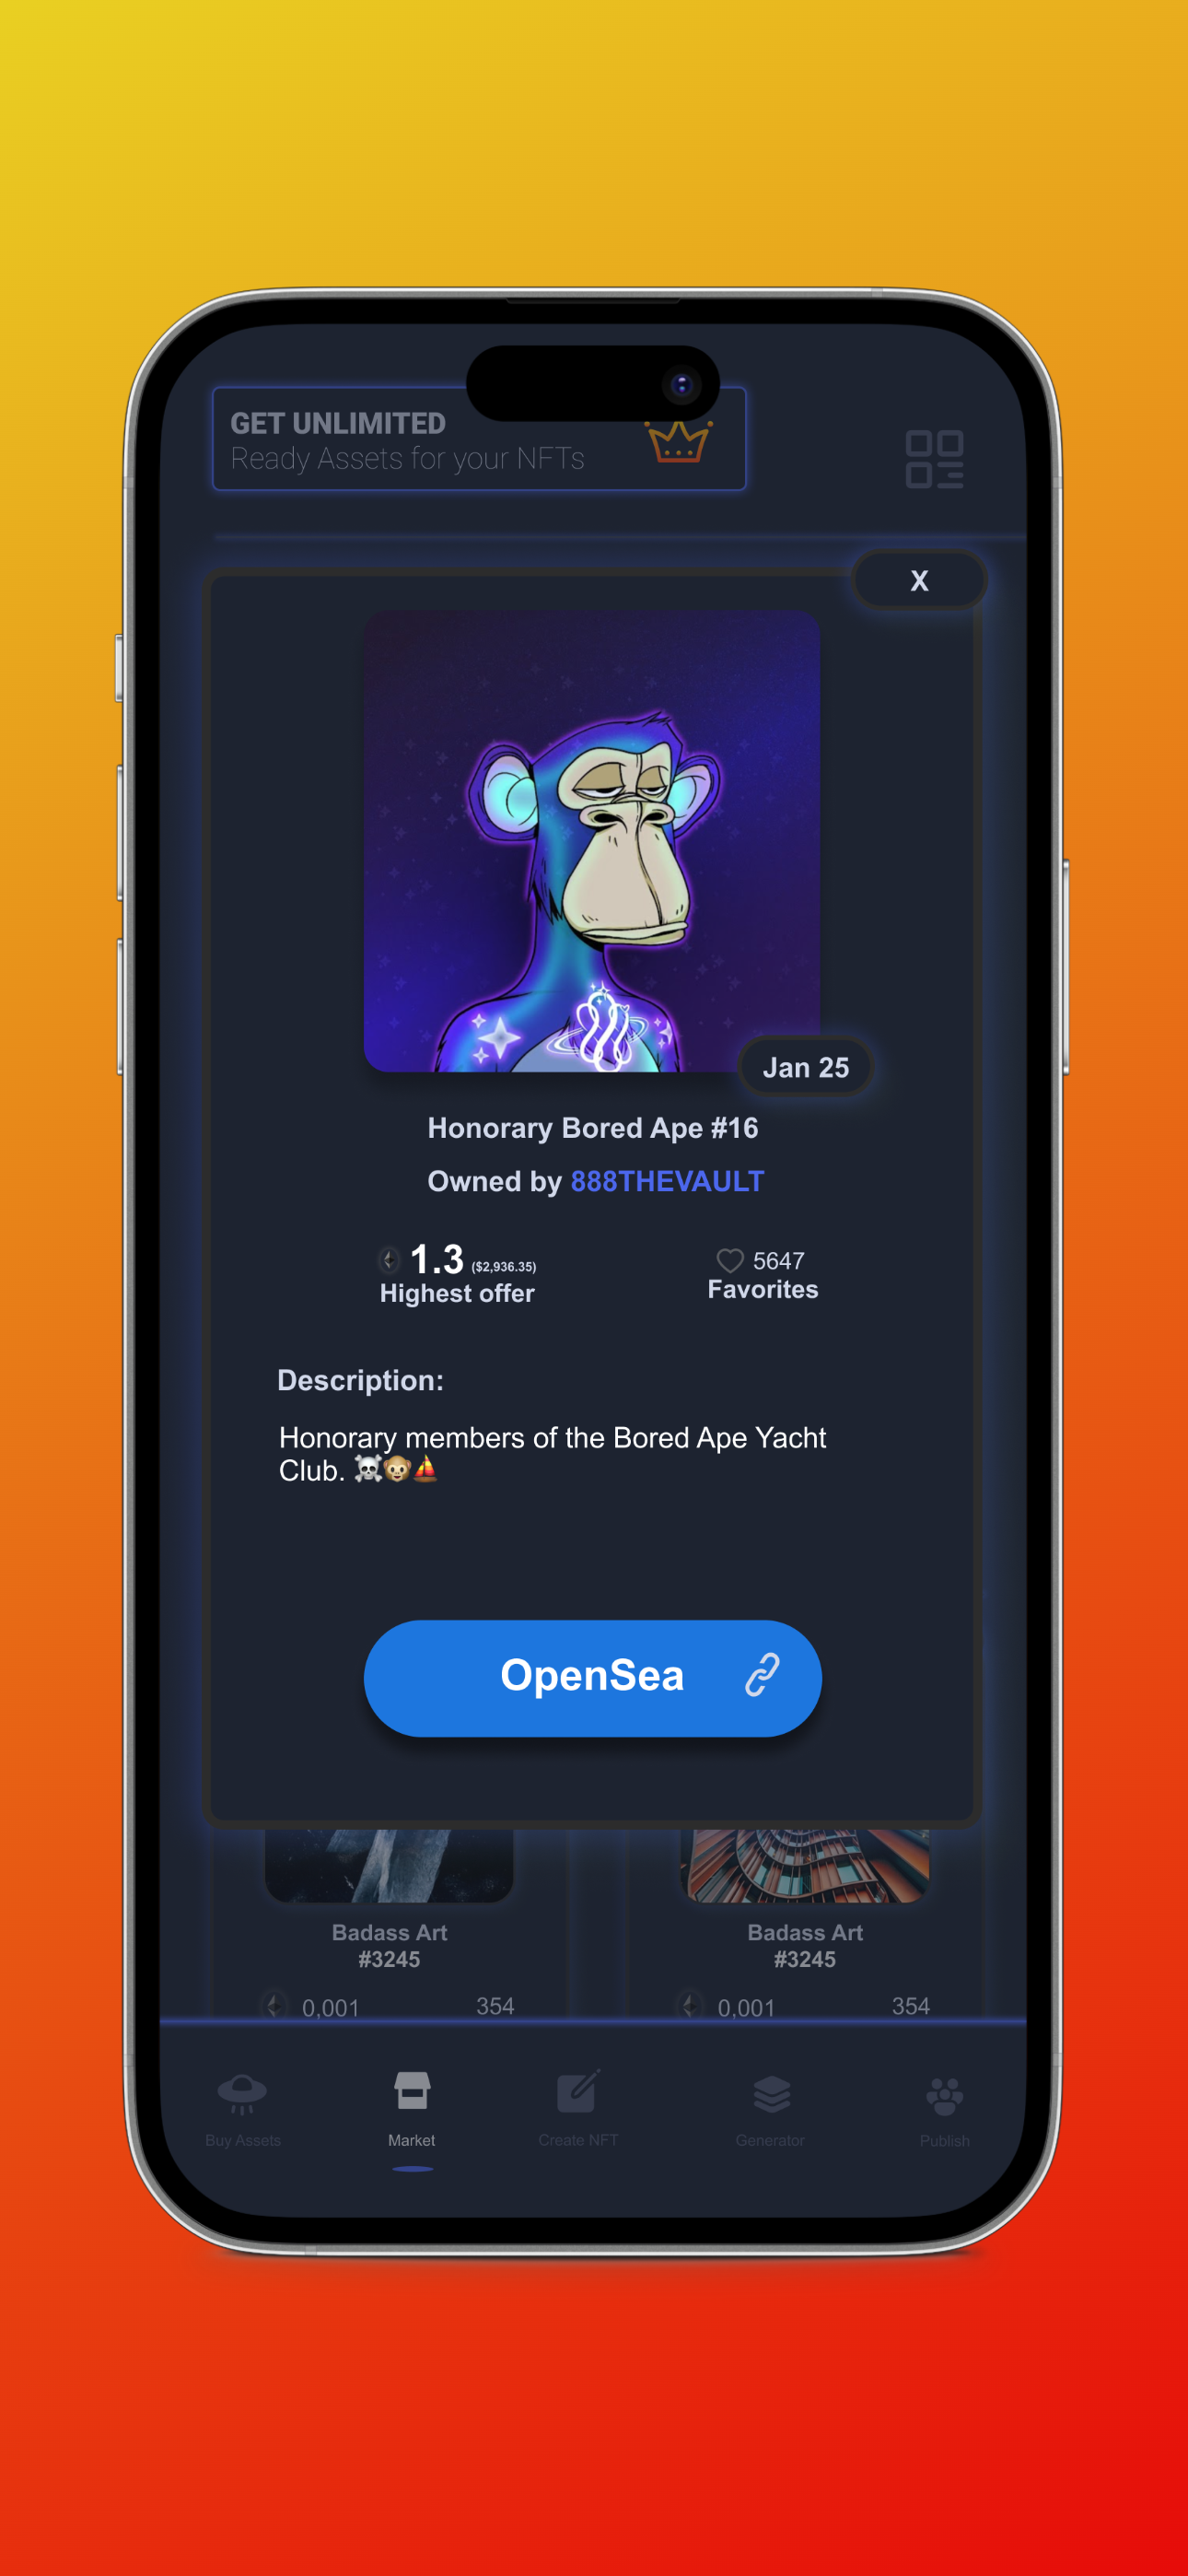 GET UNLIMITED
Ready Assets for your NFTs
X
Jan 25
Honorary Bored Ape #16
Owned by 888THEVAULT
1.3 ($2,936.35)
Highest offer
5647
Favorites
Description:
Honorary members of the Bored Ape Yacht
Club. ☠️🐵⛵
OpenSea
Badass Art
#3245
0,001 354
Badass Art
#3245
0,001 354
Buy Assets
Market
Create NFT
Generator
Publish